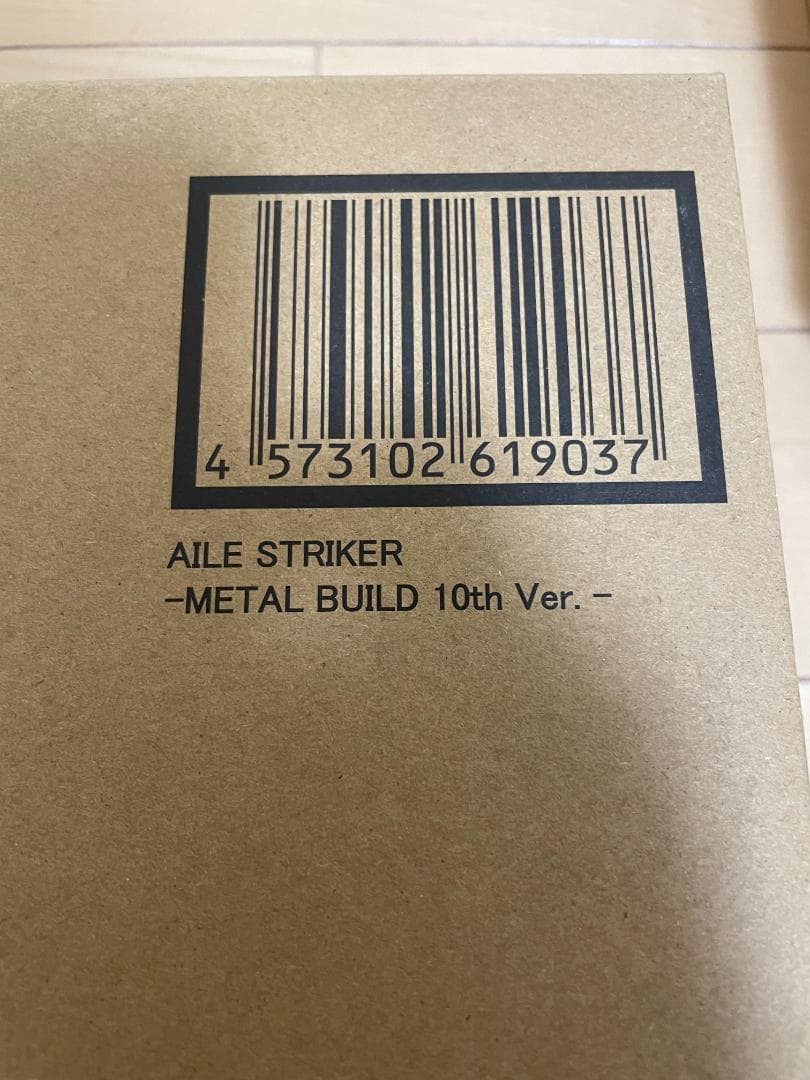 4 573102 619037
AILE STRIKER
-METAL BUILD 10th Ver. -